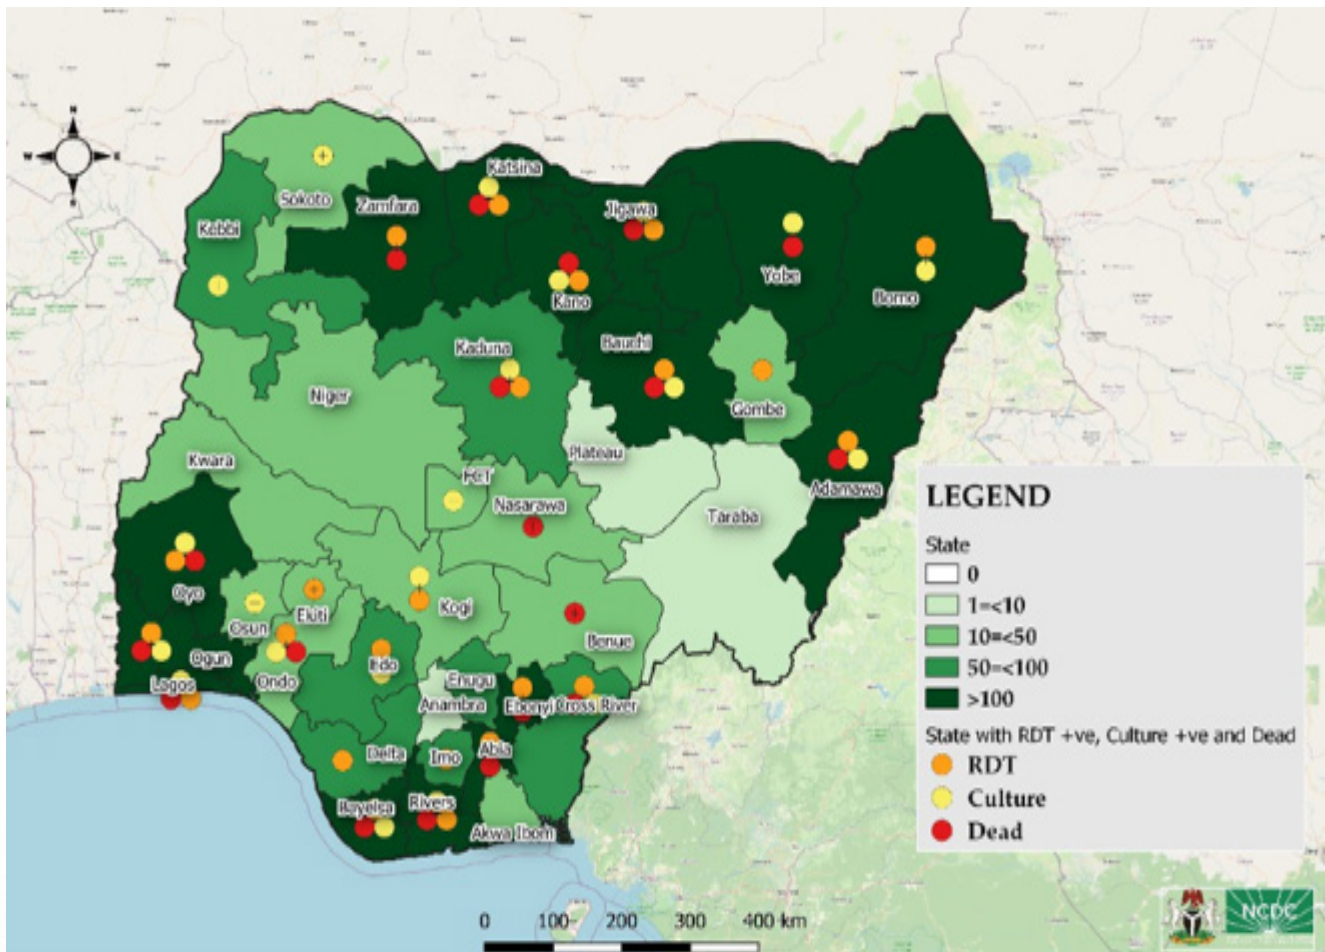 N
W
E
S
Katsina
Sokoto
Zamfara
Jigawa
Kebbi
Yobe
Borno
Kano
Kaduna
Bauchi
Niger
Gombe
Plateau
Kwara
FCT
Nasarawa
Adamawa
Taraba
Oyo
Osun
Ekiti
Kogi
Benue
Ogun
Edo
Lagos
Ondo
Enugu
Anambra
Ebonyi
Cross River
Delta
Imo
Abia
Bayelsa
Rivers
Akwa Ibom
LEGEND
State
0
1=<10
10=<50
50=<100
>100
State with RDT +ve, Culture +ve and Dead
RDT
Culture
Dead
0 100 200 300 400 km
NCDC